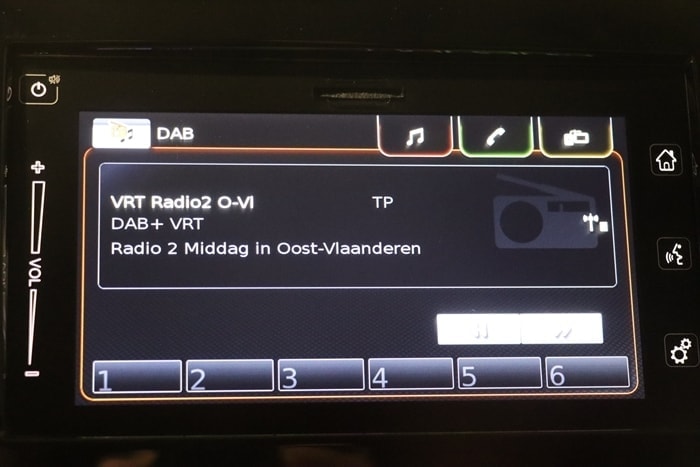 DAB
VRT Radio2 O-Vl TP
DAB+ VRT
Radio 2 Middag in Oost-Vlaanderen
+
VOL
-
1 2 3 4 5 6